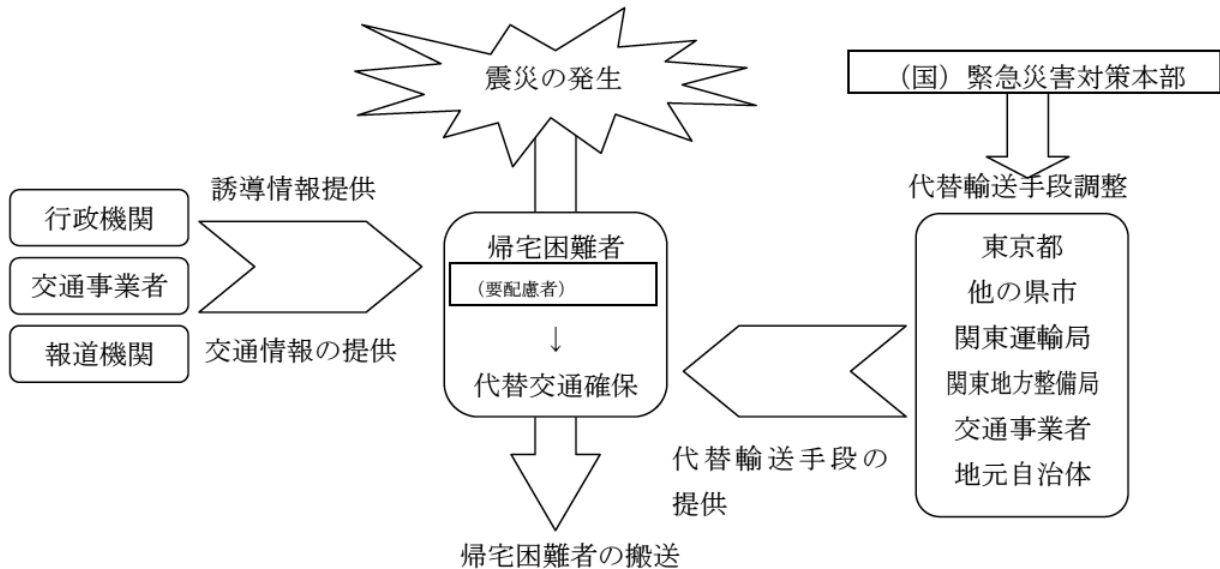 震災の発生
（国）緊急災害対策本部
代替輸送手段調整
誘導情報提供
行政機関
交通事業者
報道機関
交通情報の提供
帰宅困難者
（要配慮者）
↓
代替交通確保
東京都
他の県市
関東運輸局
関東地方整備局
交通事業者
地元自治体
代替輸送手段の
提供
帰宅困難者の搬送